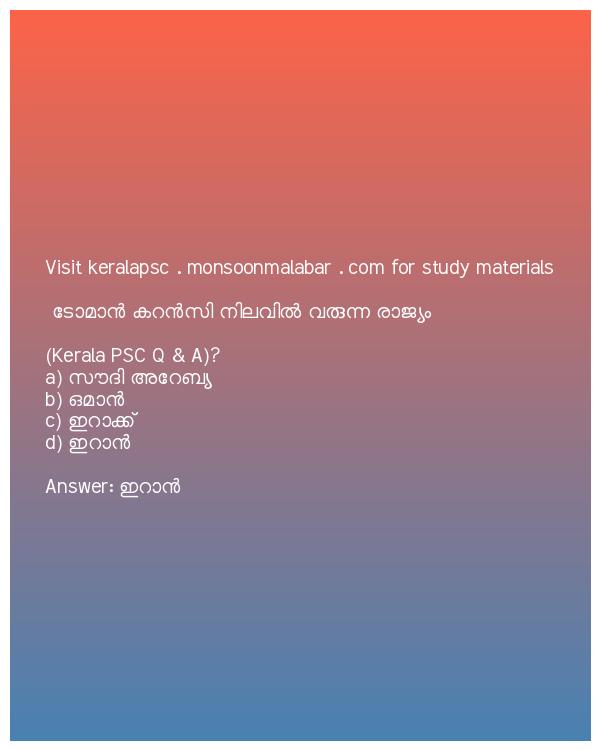 Visit keralapsc . monsoonmalabar . com for study materials
ടോമാൻ കറൻസി നിലവിൽ വരുന്ന രാജ്യം
(Kerala PSC Q & A)?
a) സൗദി അറേബ്യ
b) ഒമാൻ
c) ഇറാക്ക്
d) ഇറാൻ
Answer: ഇറാൻ